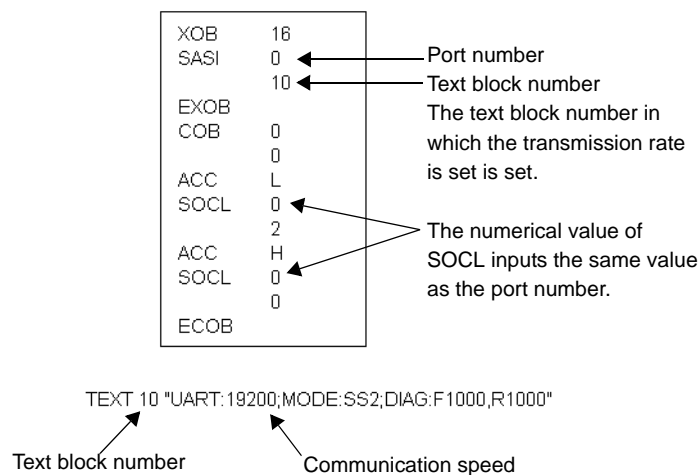 XOB 16
SASI 0
10
EXOB
COB 0
0
ACC L
SOCL 0
2
ACC H
SOCL 0
0
ECOB
Port number
Text block number
The text block number in
which the transmission rate
is set is set.
The numerical value of
SOCL inputs the same value
as the port number.
TEXT 10 "UART:19200;MODE:SS2;DIAG:F1000,R1000"
Text block number
Communication speed